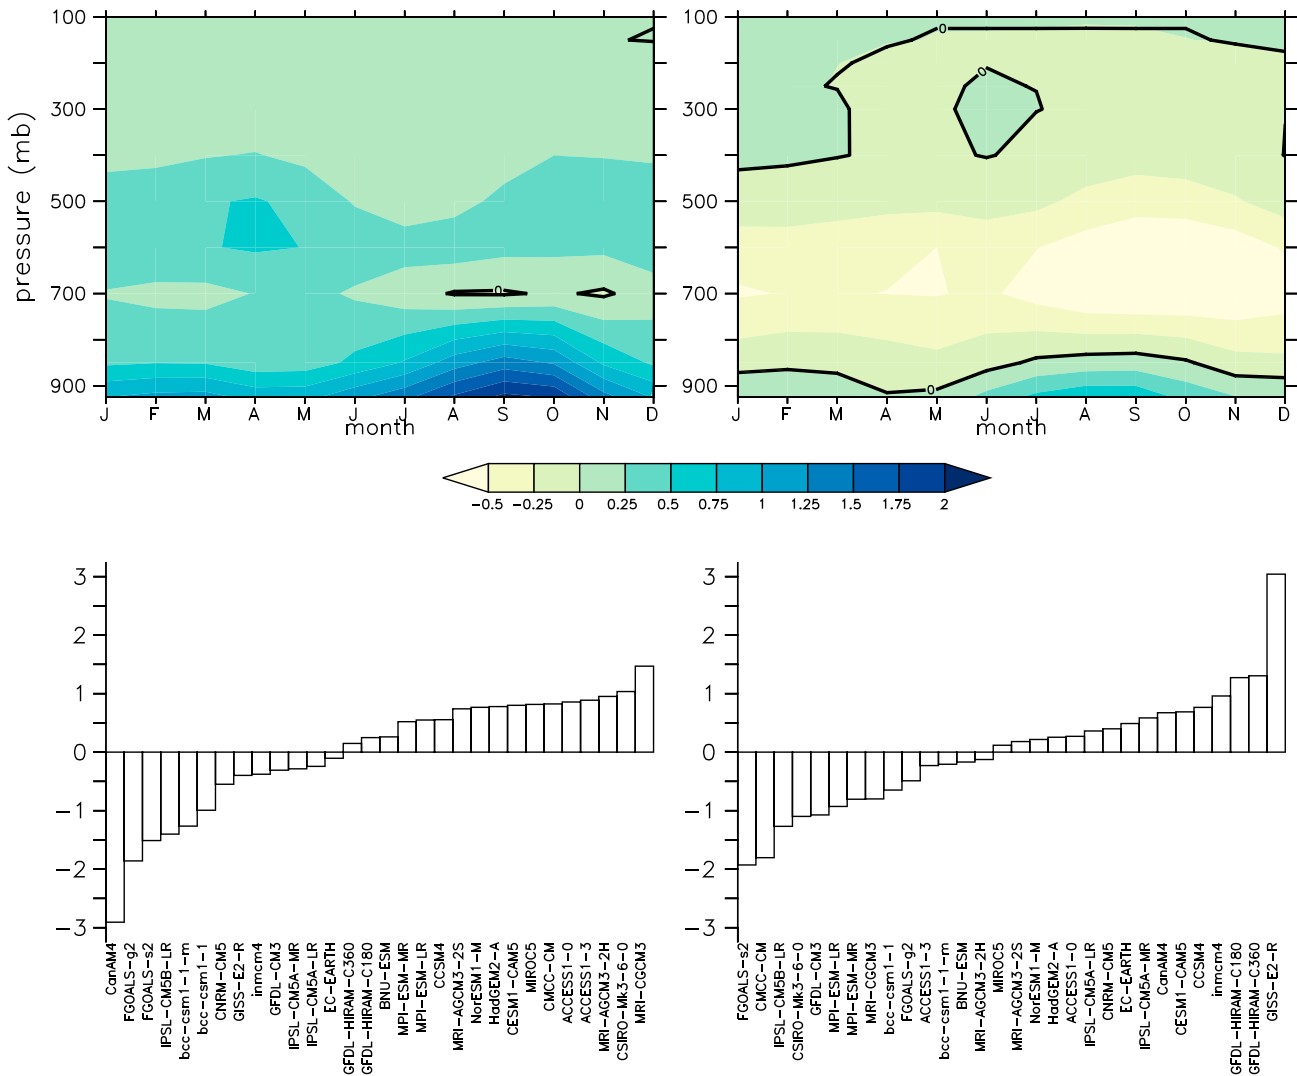 100
300
500
700
900
pressure (mb)
0
J F M A M J J A S O N D
month
0
0
0
J F M A M J J A S O N D
month
−0.5 −0.25 0 0.25 0.5 0.75 1 1.25 1.5 1.75 2
3
2
1
0
−1
−2
−3
CanAM4
FGOALS−g2
FGOALS−s2
IPSL−CM5B−LR
bcc−csm1−1−m
bcc−csm1−1
CNRM−CM5
GISS−E2−R
inmcm4
GFDL−CM3
IPSL−CM5A−MR
IPSL−CM5A−LR
EC−EARTH
GFDL−HIRAM−C360
GFDL−HIRAM−C180
BNU−ESM
MPI−ESM−MR
MPI−ESM−LR
CCSM4
MRI−AGCM3−2S
NorESM1−M
HadGEM2−A
CESM1−CAM5
MIROC5
CMCC−CM
ACCESS1−0
ACCESS1−3
MRI−AGCM3−2H
CSIRO−Mk3−6−0
MRI−CGCM3
100
300
500
700
900
3
2
1
0
−1
−2
−3
FGOALS−s2
CMCC−CM
IPSL−CM5B−LR
CSIRO−Mk3−6−0
GFDL−CM3
MPI−ESM−LR
MPI−ESM−MR
MRI−CGCM3
bcc−csm1−1
FGOALS−g2
ACCESS1−3
bcc−csm1−1−m
BNU−ESM
MRI−AGCM3−2H
MIROC5
MRI−AGCM3−2S
NorESM1−M
HadGEM2−A
ACCESS1−0
IPSL−CM5A−LR
CNRM−CM5
EC−EARTH
IPSL−CM5A−MR
CanAM4
CESM1−CAM5
CCSM4
inmcm4
GFDL−HIRAM−C180
GFDL−HIRAM−C360
GISS−E2−R